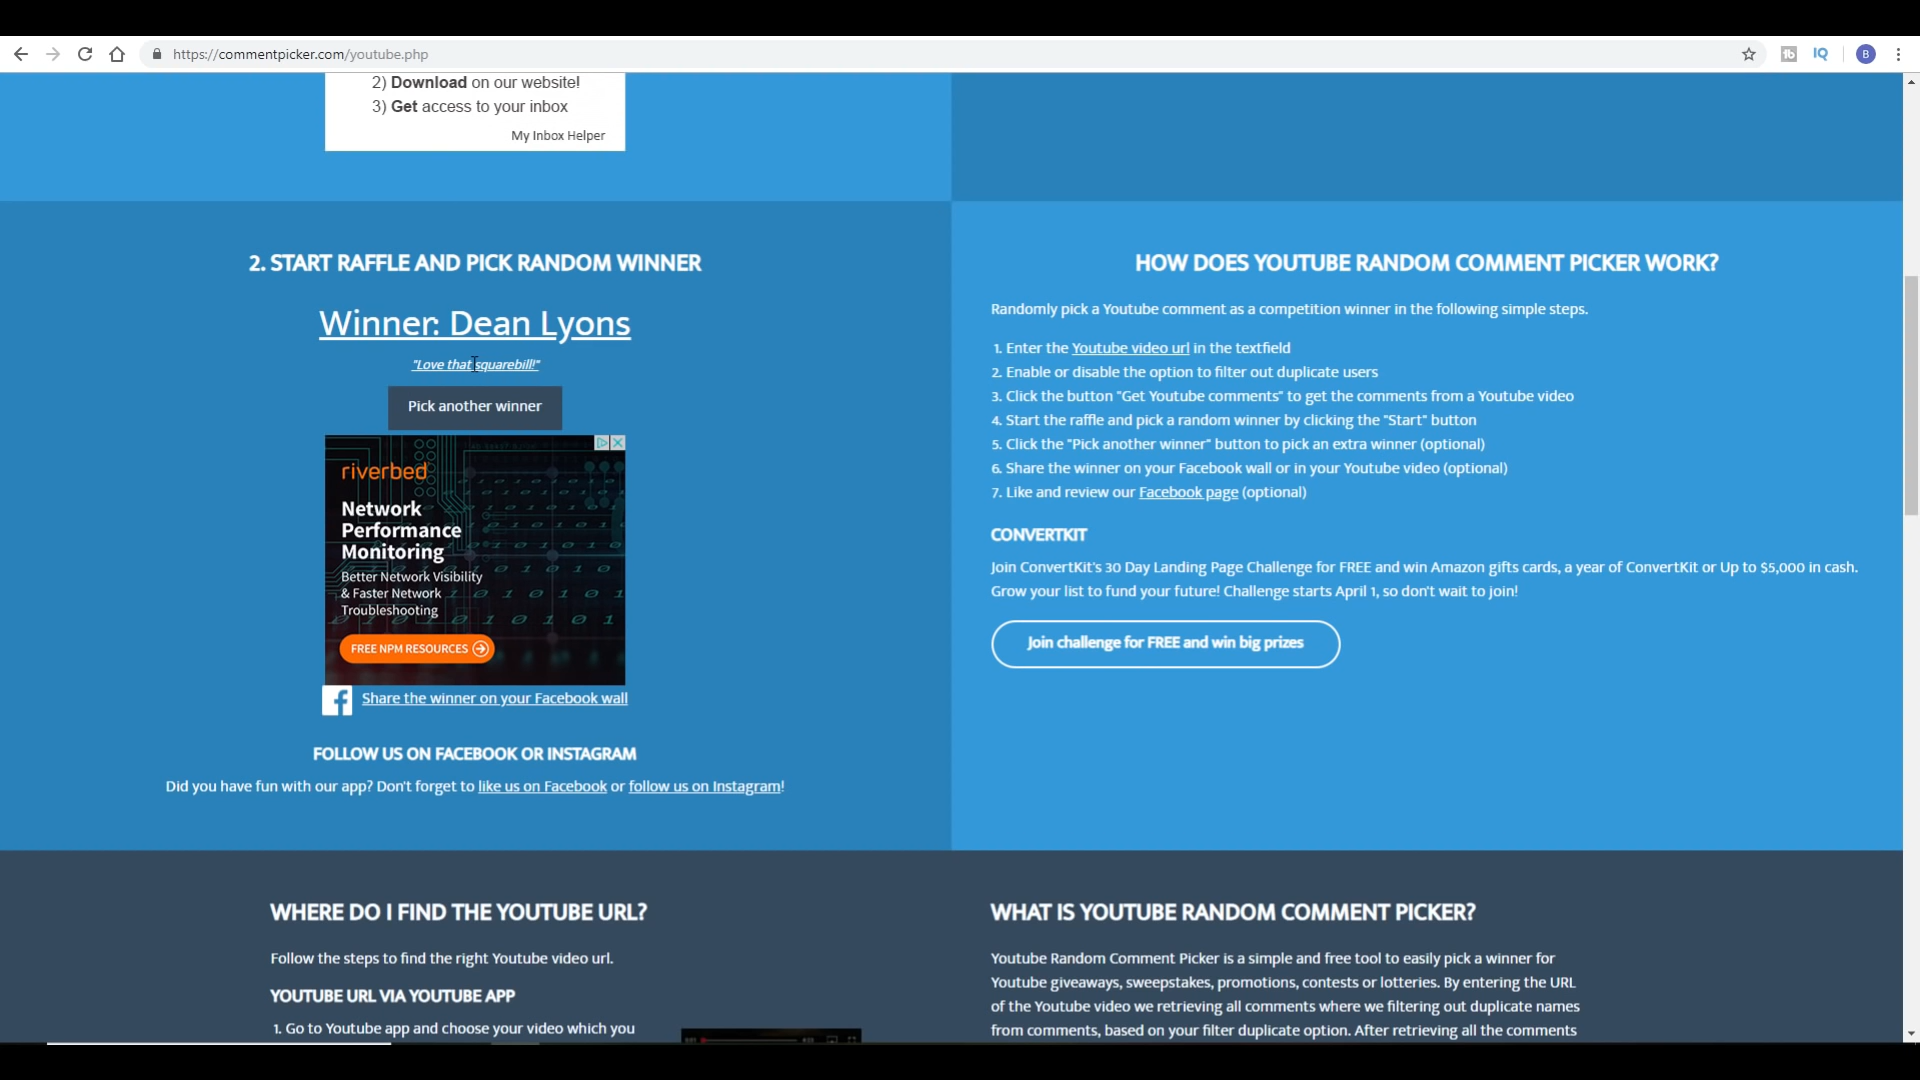 https://commentpicker.com/youtube.php
B
2) Download on our website!
3) Get access to your inbox
My Inbox Helper
2. START RAFFLE AND PICK RANDOM WINNER
Winner: Dean Lyons
"Love that squarebill!"
Pick another winner
riverbed
Network
Performance
Monitoring
Better Network Visibility
& Faster Network
Troubleshooting
FREE NPM RESOURCES
Share the winner on your Facebook wall
FOLLOW US ON FACEBOOK OR INSTAGRAM
Did you have fun with our app? Don't forget to like us on Facebook or follow us on Instagram!
HOW DOES YOUTUBE RANDOM COMMENT PICKER WORK?
Randomly pick a Youtube comment as a competition winner in the following simple steps.
1. Enter the Youtube video url in the textfield
2. Enable or disable the option to filter out duplicate users
3. Click the button "Get Youtube comments" to get the comments from a Youtube video
4. Start the raffle and pick a random winner by clicking the "Start" button
5. Click the "Pick another winner" button to pick an extra winner (optional)
6. Share the winner on your Facebook wall or in your Youtube video (optional)
7. Like and review our Facebook page (optional)
CONVERTKIT
Join ConvertKit's 30 Day Landing Page Challenge for FREE and win Amazon gifts cards, a year of ConvertKit or Up to $5,000 in cash.
Grow your list to fund your future! Challenge starts April 1, so don't wait to join!
Join challenge for FREE and win big prizes
WHERE DO I FIND THE YOUTUBE URL?
Follow the steps to find the right Youtube video url.
YOUTUBE URL VIA YOUTUBE APP
1. Go to Youtube app and choose your video which you
WHAT IS YOUTUBE RANDOM COMMENT PICKER?
Youtube Random Comment Picker is a simple and free tool to easily pick a winner for
Youtube giveaways, sweepstakes, promotions, contests or lotteries. By entering the URL
of the Youtube video we retrieving all comments where we filtering out duplicate names
from comments, based on your filter duplicate option. After retrieving all the comments